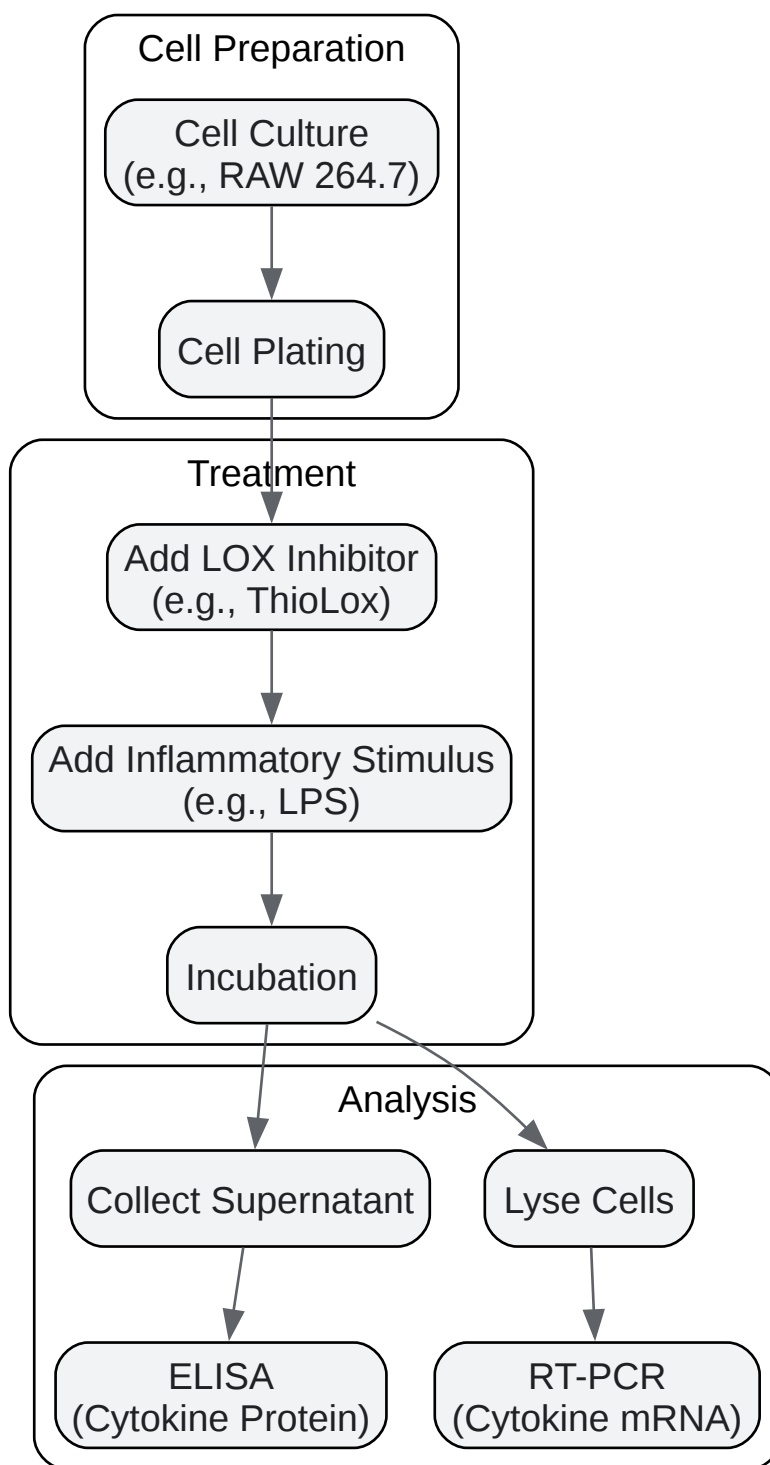 Cell Preparation
Cell Culture
(e.g., RAW 264.7)
Cell Plating
Treatment
Add LOX Inhibitor
(e.g., ThioLox)
Add Inflammatory Stimulus
(e.g., LPS)
Incubation
Analysis
Collect Supernatant
Lyse Cells
ELISA
(Cytokine Protein)
RT-PCR
(Cytokine mRNA)